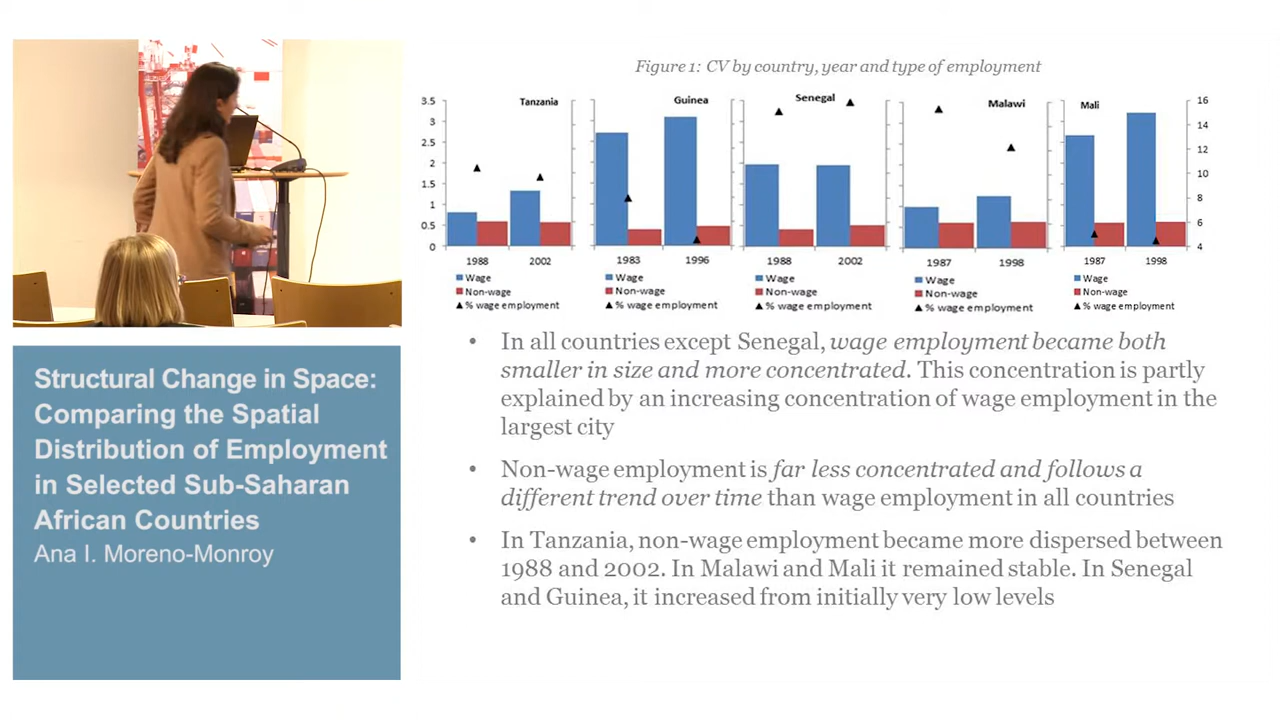 Figure 1: CV by country, year and type of employment
3.5
3
2.5
2
1.5
1
0.5
0
Tanzania
1988 2002
Wage
Non-wage
% wage employment
Guinea
1983 1996
Wage
Non-wage
% wage employment
Senegal
1988 2002
Wage
Non-wage
% wage employment
Malawi
1987 1998
Wage
Non-wage
% wage employment
Mali
1987 1998
Wage
Non-wage
% wage employment
16
14
12
10
8
6
4
• In all countries except Senegal, wage employment became both
smaller in size and more concentrated. This concentration is partly
explained by an increasing concentration of wage employment in the
largest city
• Non-wage employment is far less concentrated and follows a
different trend over time than wage employment in all countries
• In Tanzania, non-wage employment became more dispersed between
1988 and 2002. In Malawi and Mali it remained stable. In Senegal
and Guinea, it increased from initially very low levels
Structural Change in Space:
Comparing the Spatial
Distribution of Employment
in Selected Sub-Saharan
African Countries
Ana I. Moreno-Monroy